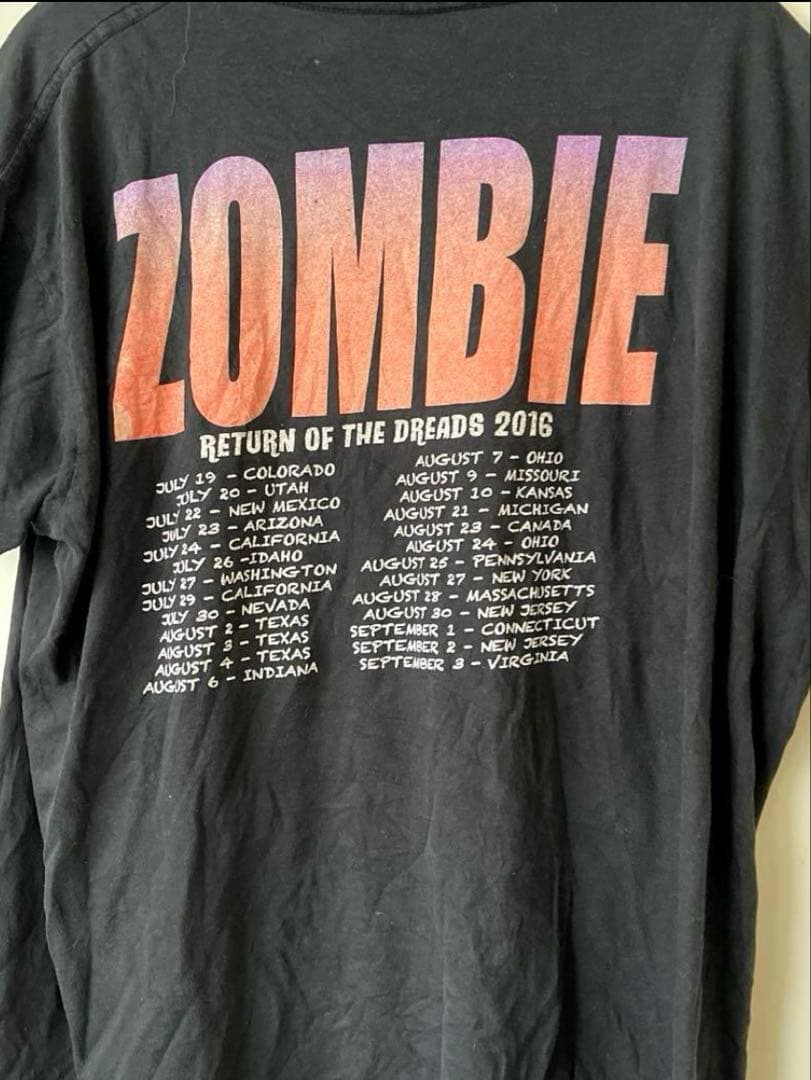 ZOMBIE
RETURN OF THE DREADS 2016
JULY 19 - COLORADO
JULY 20 - UTAH
JULY 22 - NEW MEXICO
JULY 23 - ARIZONA
JULY 24 - CALIFORNIA
JULY 26 -IDAHO
JULY 27 - WASHINGTON
JULY 29 - CALIFORNIA
JULY 30 - NEVADA
AUGUST 2 - TEXAS
AUGUST 3 - TEXAS
AUGUST 4 - TEXAS
AUGUST 6 - INDIANA
AUGUST 7 - OHIO
AUGUST 9 - MISSOURI
AUGUST 10 - KANSAS
AUGUST 21 - MICHIGAN
AUGUST 23 - CANADA
AUGUST 24 - OHIO
AUGUST 25 - PENNSYLVANIA
AUGUST 27 - NEW YORK
AUGUST 28 - MASSACHUSETTS
AUGUST 30 - NEW JERSEY
SEPTEMBER 1 - CONNECTICUT
SEPTEMBER 2 - NEW JERSEY
SEPTEMBER 3 - VIRGINIA